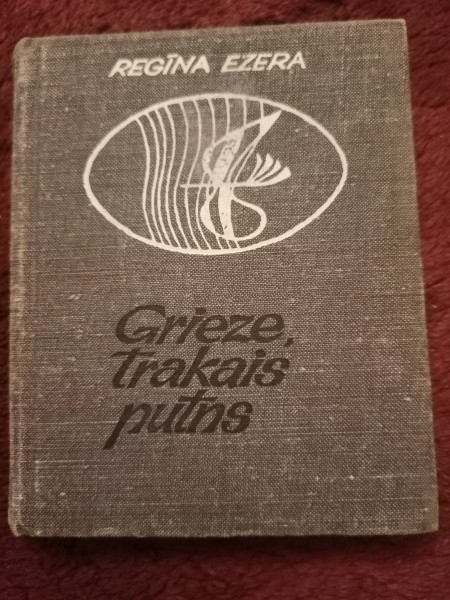 REGĪNA EZERA
Grieze,
trakais
putns